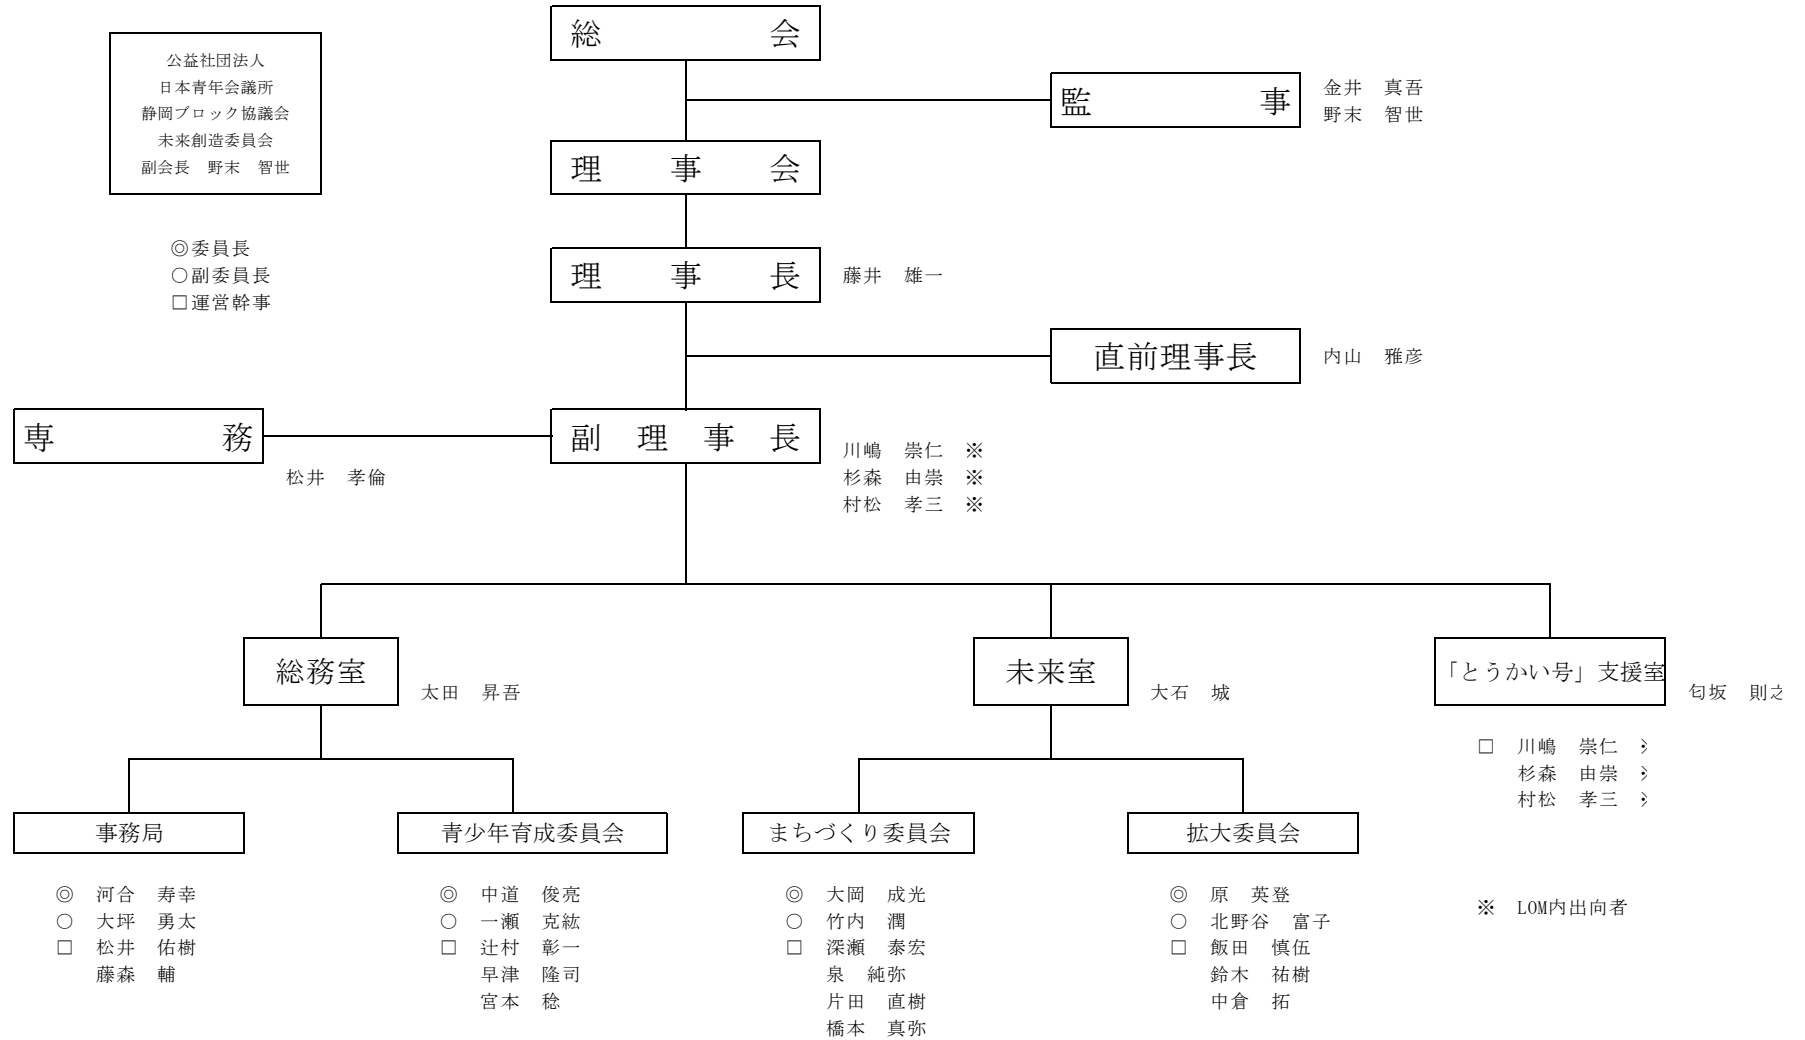 総　会
公益社団法人
日本青年会議所
静岡ブロック協議会
未来創造委員会
副会長　野末　智世
監　事
金井　真吾
野末　智世
理　事　会
◎委員長
○副委員長
□運営幹事
理　事　長
藤井　雄一
直前理事長
内山　雅彦
専　務
松井　孝倫
副　理　事　長
川嶋　崇仁　※
杉森　由崇　※
村松　孝三　※
総務室
太田　昇吾
未来室
大石　城
「とうかい号」支援室
匂坂　則之
□　川嶋　崇仁　※
杉森　由崇　※
村松　孝三　※
事務局
◎　河合　寿幸
○　大坪　勇太
□　松井　佑樹
藤森　輔
青少年育成委員会
◎　中道　俊亮
○　一瀬　克紘
□　辻村　彰一
早津　隆司
宮本　稔
まちづくり委員会
◎　大岡　成光
○　竹内　潤
□　深瀬　泰宏
泉　純弥
片田　直樹
橋本　真弥
拡大委員会
◎　原　英登
○　北野谷　富子
□　飯田　慎伍
鈴木　祐樹
中倉　拓
※　LOM内出向者